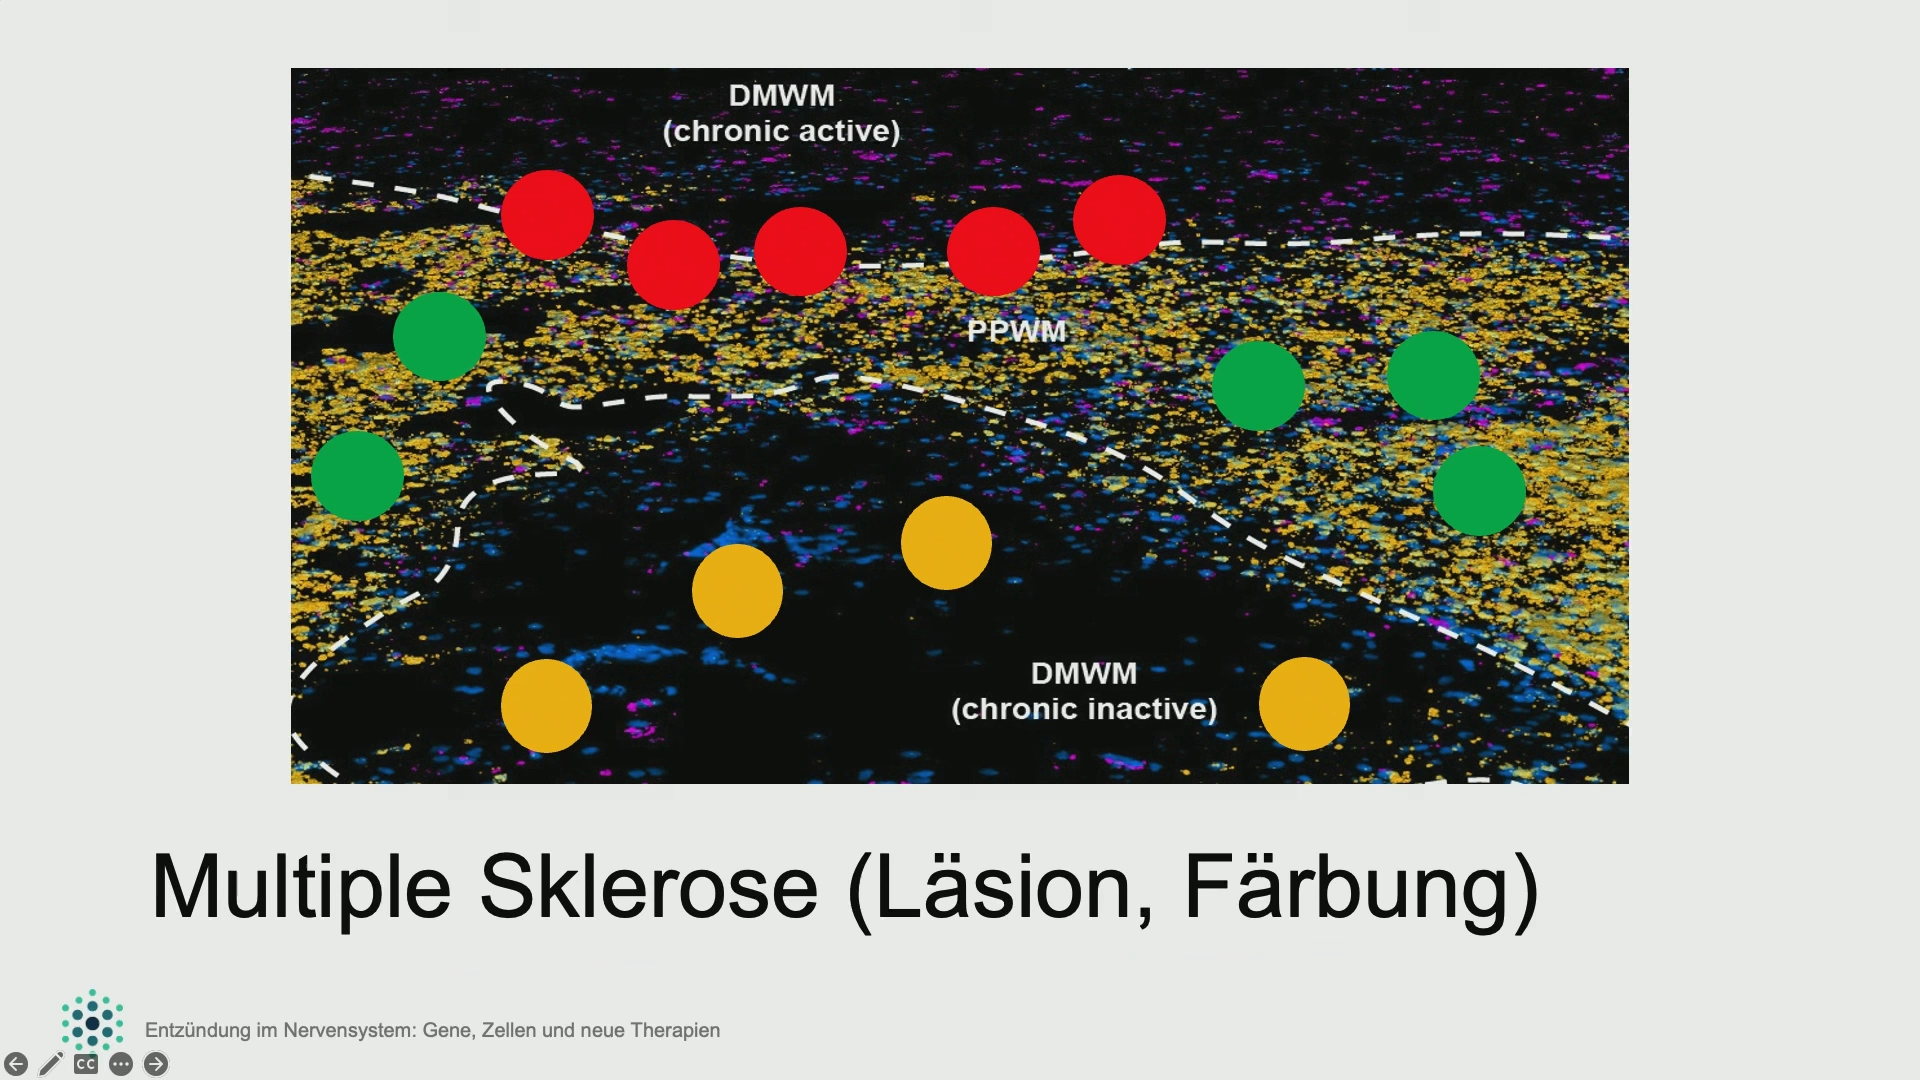 DMWM
(chronic active)
PPWM
DMWM
(chronic inactive)
Multiple Sklerose (Läsion, Färbung)
Entzündung im Nervensystem: Gene, Zellen und neue Therapien
CC